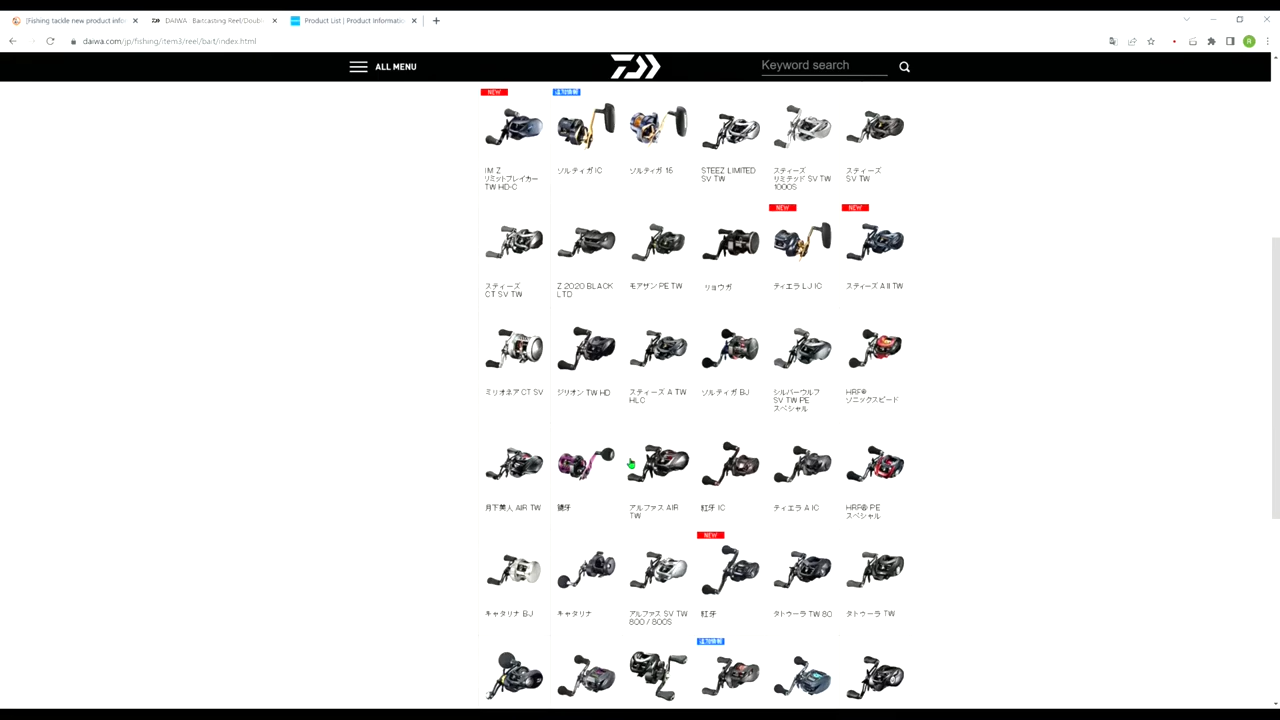 [Fishing tackle new product infor
DAIWA : Baitcasting Reel/Doubl
Product List | Product Informatio
daiwa.com/jp/fishing/item3/reel/bait/index.html
ALL MENU
Keyword search
NEW
追加情報
IM Z
リミットブレイカー
TW HD-C
ソルティガ IC
ソルティガ 15
STEEZ LIMITED
SV TW
スティーズ
リミテッド SV TW
1000S
スティーズ
SV TW
NEW
NEW
スティーズ
CT SV TW
Z 2020 BLACK
LTD
モアザン PE TW
リョウガ
ティエラ LJ IC
スティーズ A II TW
ミリオネア CT SV
ジリオン TW HD
スティーズ A TW
HLC
ソルティガ BJ
シルバーウルフ
SV TW PE
スペシャル
HRF®
ソニックスピード
月下美人 AIR TW
鏡牙
アルファス AIR
TW
紅牙 IC
ティエラ A IC
HRF® PE
スペシャル
NEW
キャタリナ BJ
キャタリナ
アルファス SV TW
800 / 800S
紅牙
タトゥーラ TW 80
タトゥーラ TW
追加情報